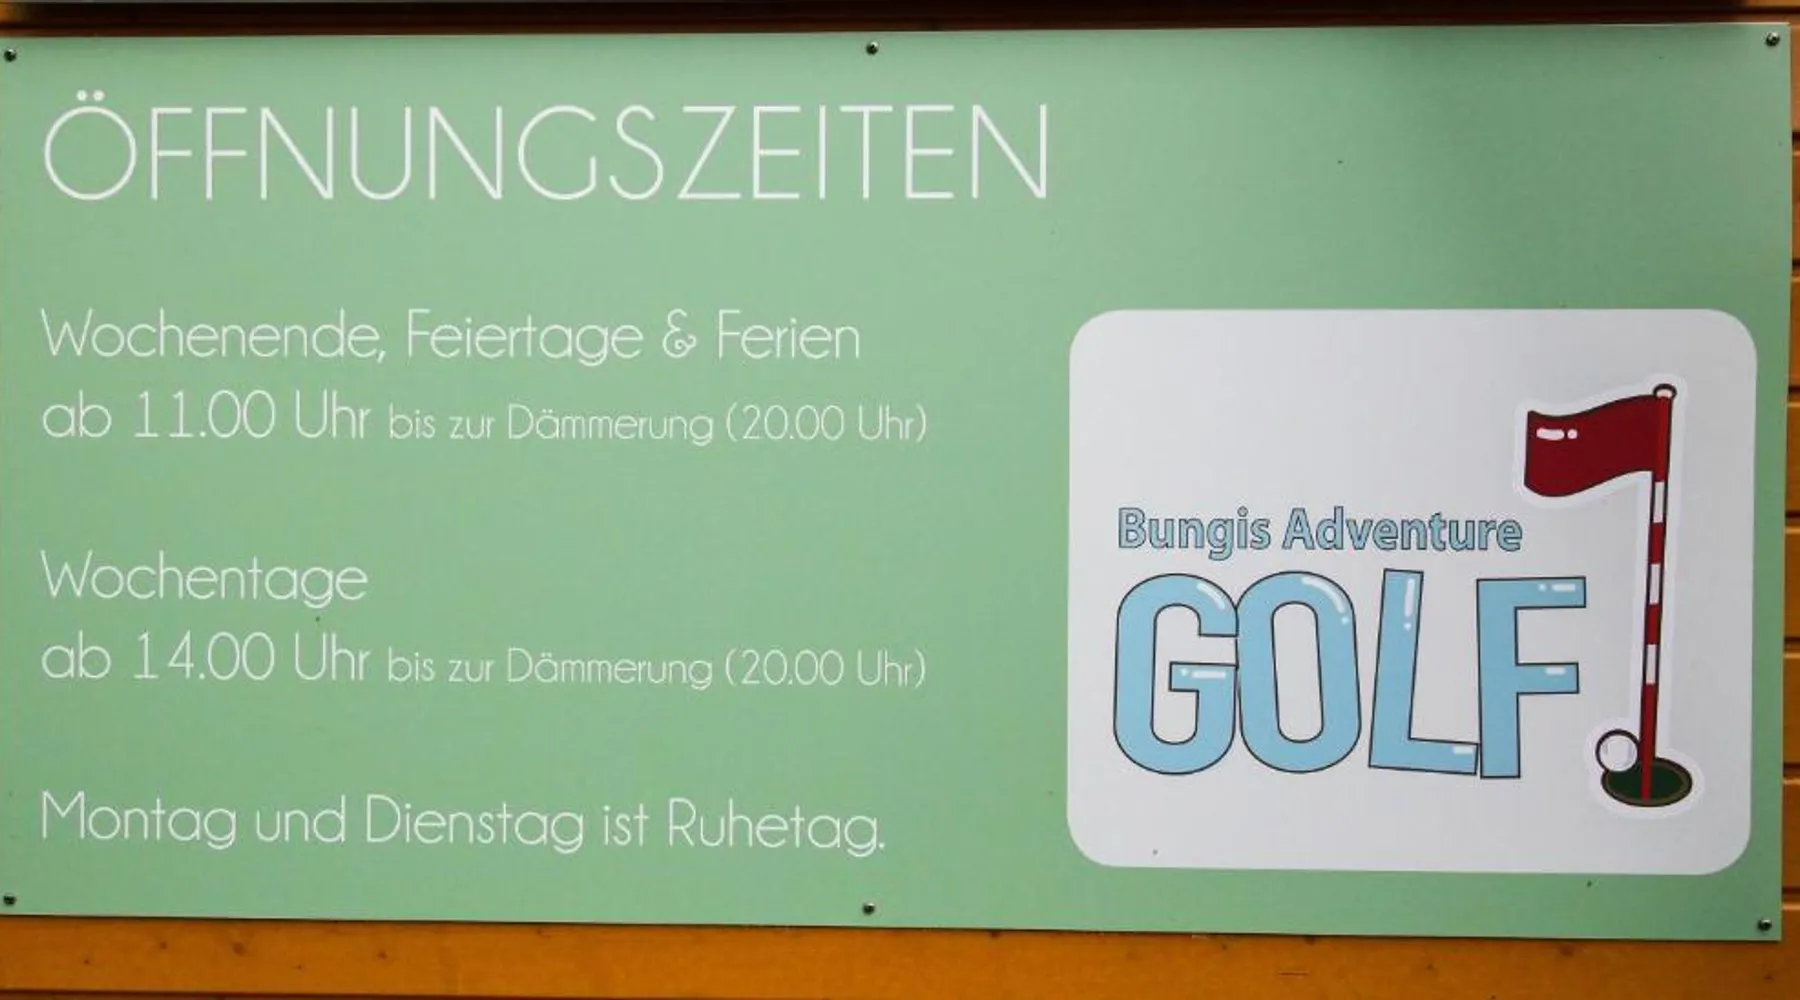 ÖFFNUNGSZEITEN
Wochenende, Feiertage & Ferien
ab 11.00 Uhr bis zur Dämmerung (20.00 Uhr)
Wochentage
ab 14.00 Uhr bis zur Dämmerung (20.00 Uhr)
Montag und Dienstag ist Ruhetag.
Bungis Adventure
GOLF